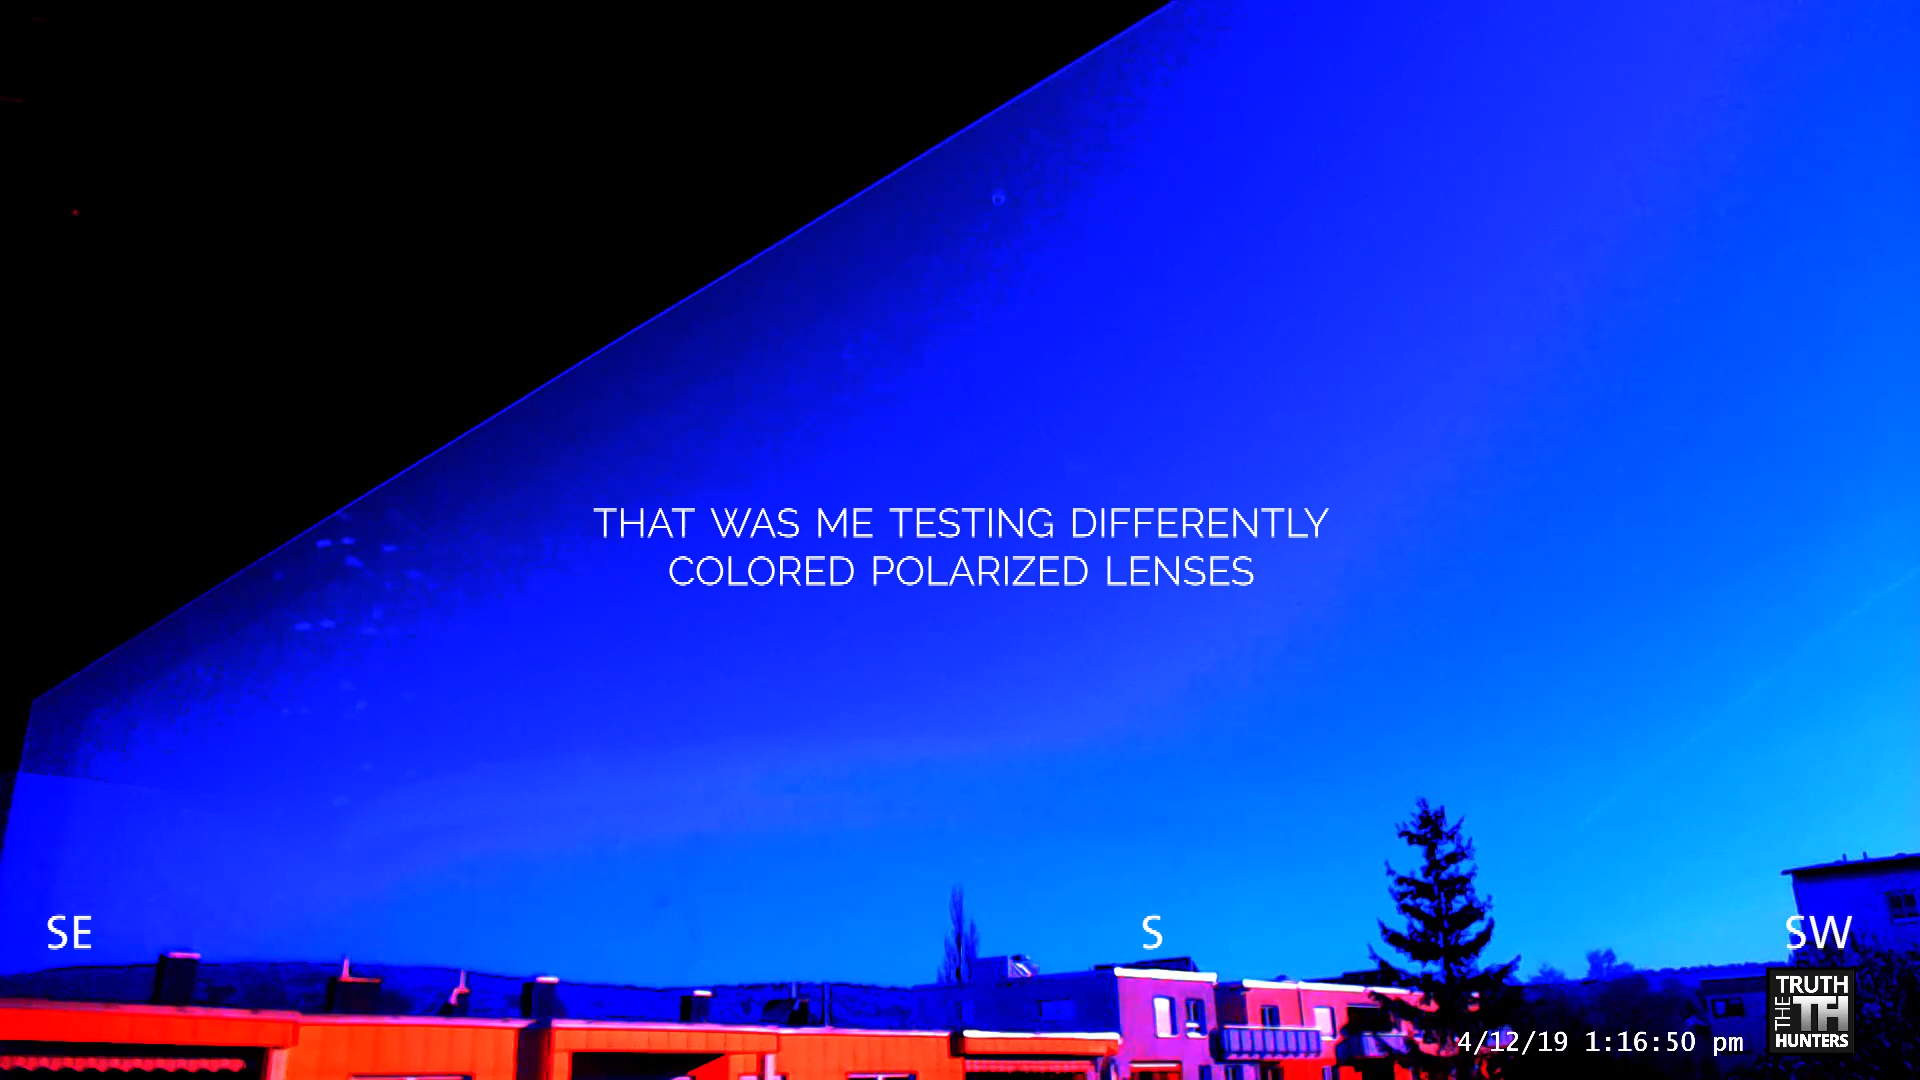 THAT WAS ME TESTING DIFFERENTLY
COLORED POLARIZED LENSES
SE
S
SW
4/12/19 1:16:50 pm
TRUTH
THE TH
HUNTERS